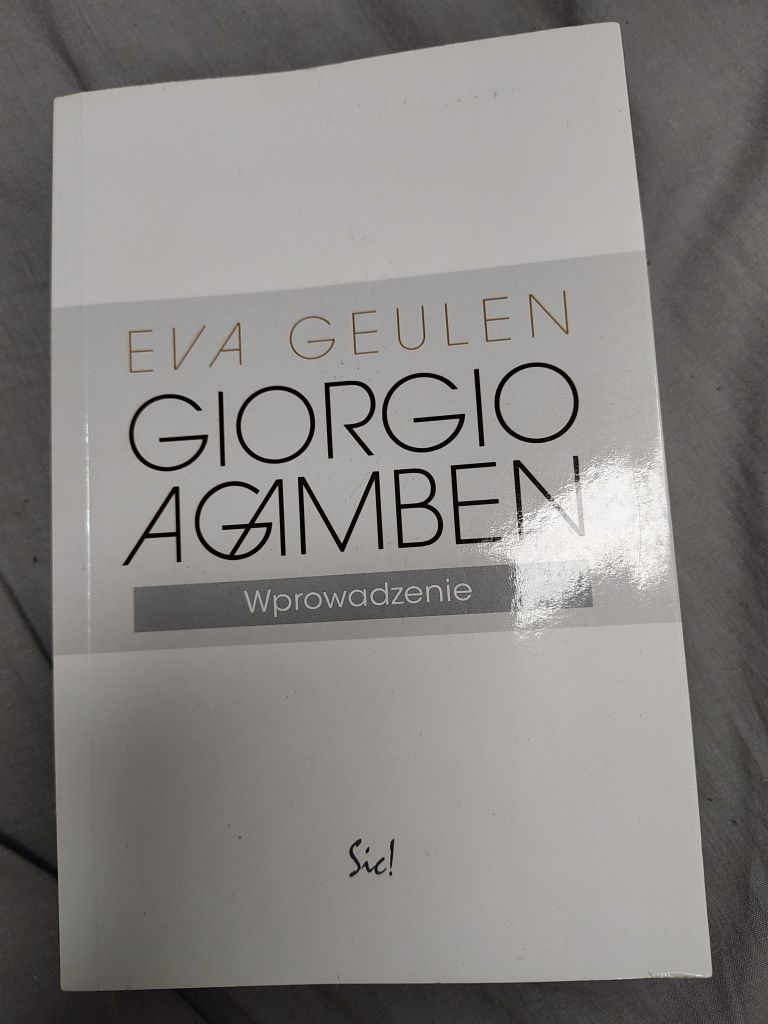 EVA GEULEN
GIORGIO
AGAMBEN
Wprowadzenie
Sic!